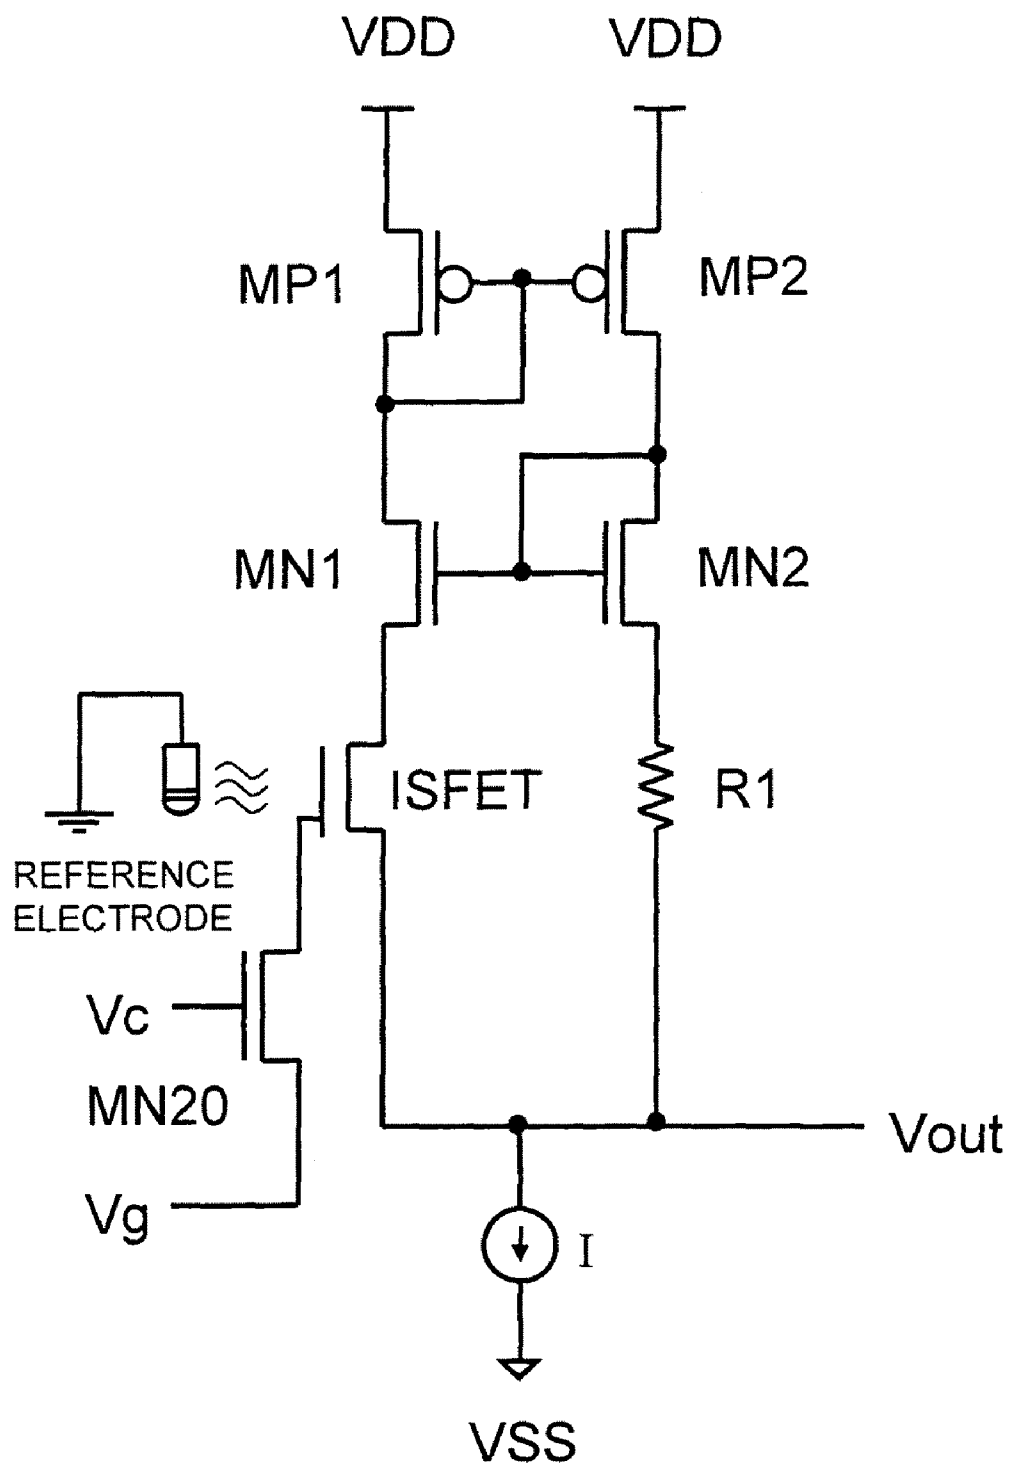 VDD VDD
MP1 MP2
MN1 MN2
ISFET R1
REFERENCE
ELECTRODE
Vc
MN20
Vout
Vg
I
VSS